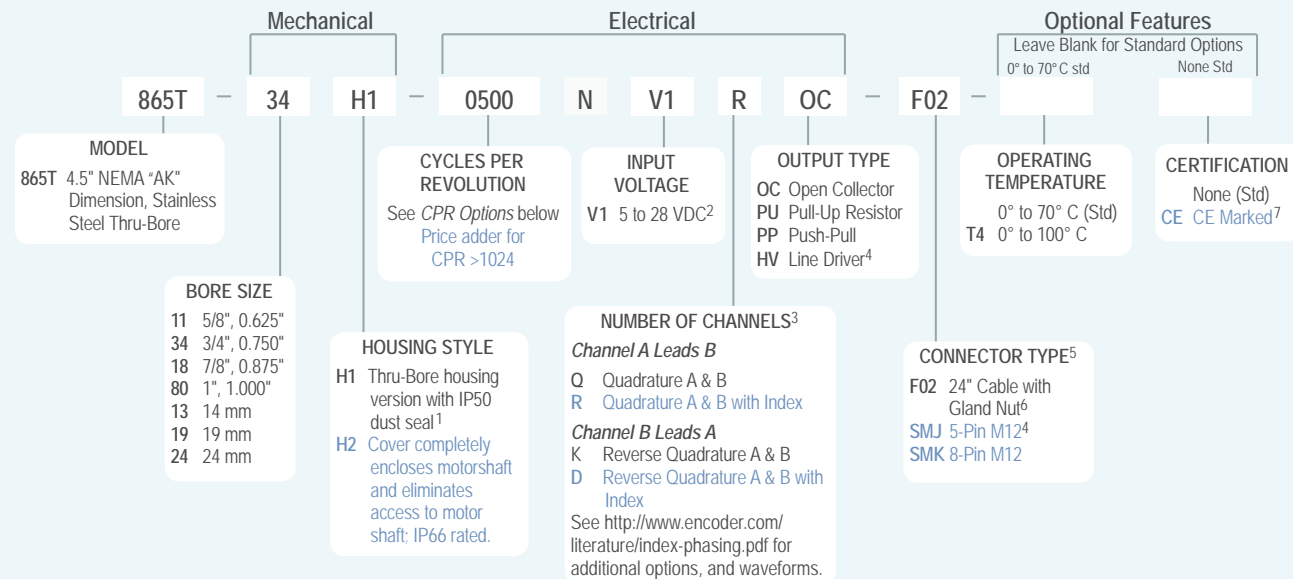 Mechanical
Electrical
Optional Features
Leave Blank for Standard Options
0° to 70° C std
None Std
865T – 34 H1 – 0500 N V1 R OC – F02 –
MODEL
865T 4.5" NEMA “AK”
Dimension, Stainless
Steel Thru-Bore
BORE SIZE
11 5/8", 0.625"
34 3/4", 0.750"
18 7/8", 0.875"
80 1", 1.000"
13 14 mm
19 19 mm
24 24 mm
HOUSING STYLE
H1 Thru-Bore housing
version with IP50
dust seal1
H2 Cover completely
encloses motorshaft
and eliminates
access to motor
shaft; IP66 rated.
CYCLES PER
REVOLUTION
See CPR Options below
Price adder for
CPR >1024
INPUT
VOLTAGE
V1 5 to 28 VDC2
NUMBER OF CHANNELS3
Channel A Leads B
Q Quadrature A & B
R Quadrature A & B with Index
Channel B Leads A
K Reverse Quadrature A & B
D Reverse Quadrature A & B with
Index
See http://www.encoder.com/
literature/index-phasing.pdf for
additional options, and waveforms.
OUTPUT TYPE
OC Open Collector
PU Pull-Up Resistor
PP Push-Pull
HV Line Driver4
CONNECTOR TYPE5
F02 24" Cable with
Gland Nut6
SMJ 5-Pin M124
SMK 8-Pin M12
OPERATING
TEMPERATURE
0° to 70° C (Std)
T4 0° to 100° C
CERTIFICATION
None (Std)
CE CE Marked7